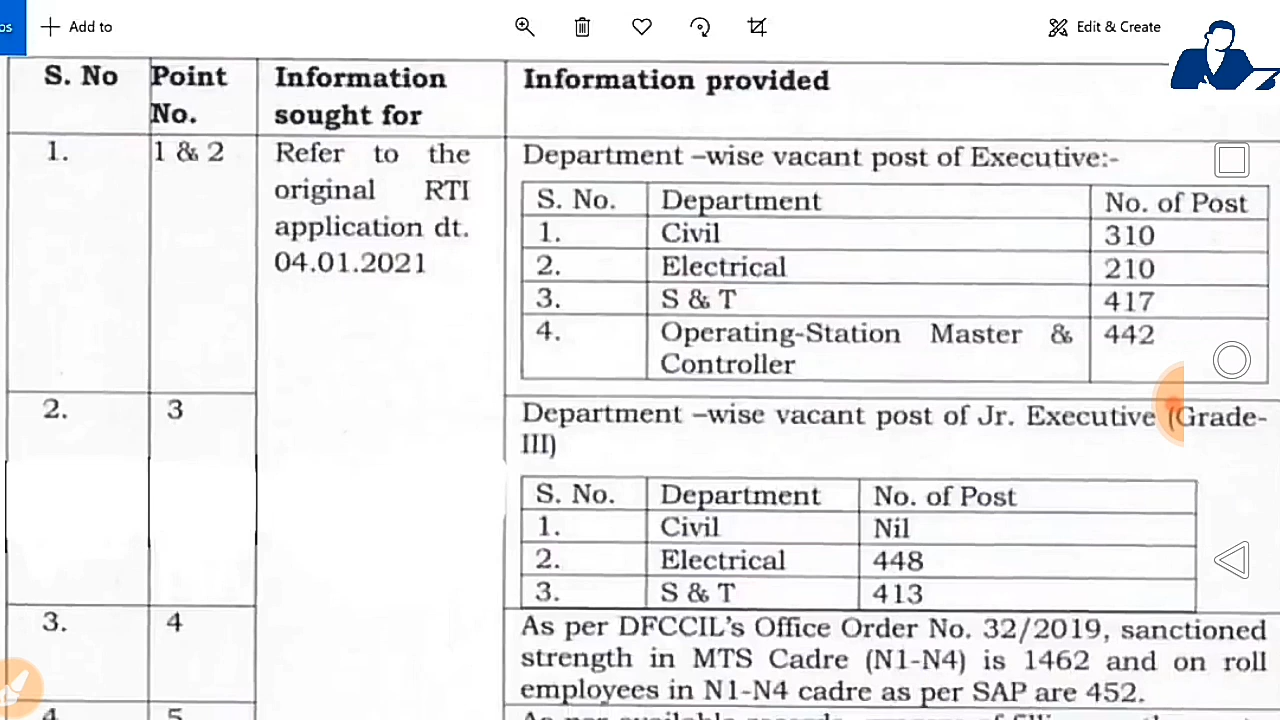 ps
Add to
Edit & Create
S. No
Point
No.
Information
sought for
Information provided
1.
1 & 2
Refer to the
original RTI
application dt.
04.01.2021
Department –wise vacant post of Executive:-
S. No. Department No. of Post
1. Civil 310
2. Electrical 210
3. S & T 417
4. Operating-Station Master & 442
Controller
2.
3
Department –wise vacant post of Jr. Executive (Grade-
III)
S. No. Department No. of Post
1. Civil Nil
2. Electrical 448
3. S & T 413
3.
4
As per DFCCIL's Office Order No. 32/2019, sanctioned
strength in MTS Cadre (N1-N4) is 1462 and on roll
employees in N1-N4 cadre as per SAP are 452.
4
5